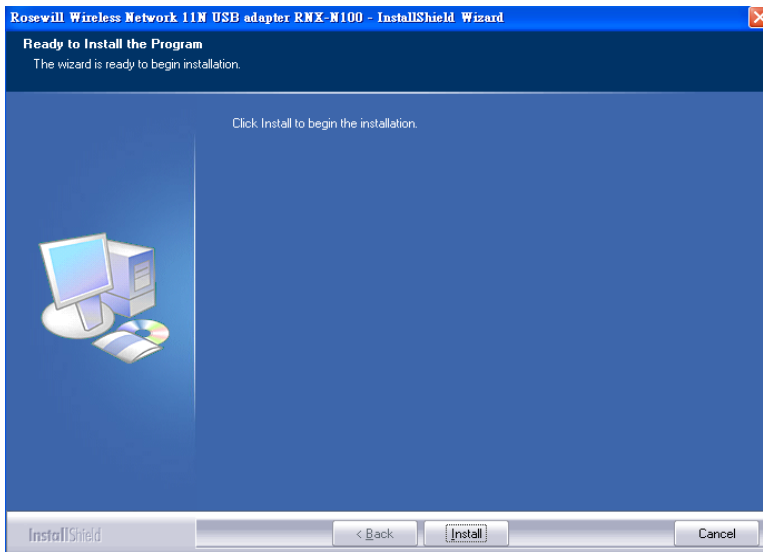 Rosewill Wireless Network 11N USB adapter RNX-N100 - InstallShield Wizard
Ready to Install the Program
The wizard is ready to begin installation.
Click Install to begin the installation.
InstallShield
< Back
Install
Cancel